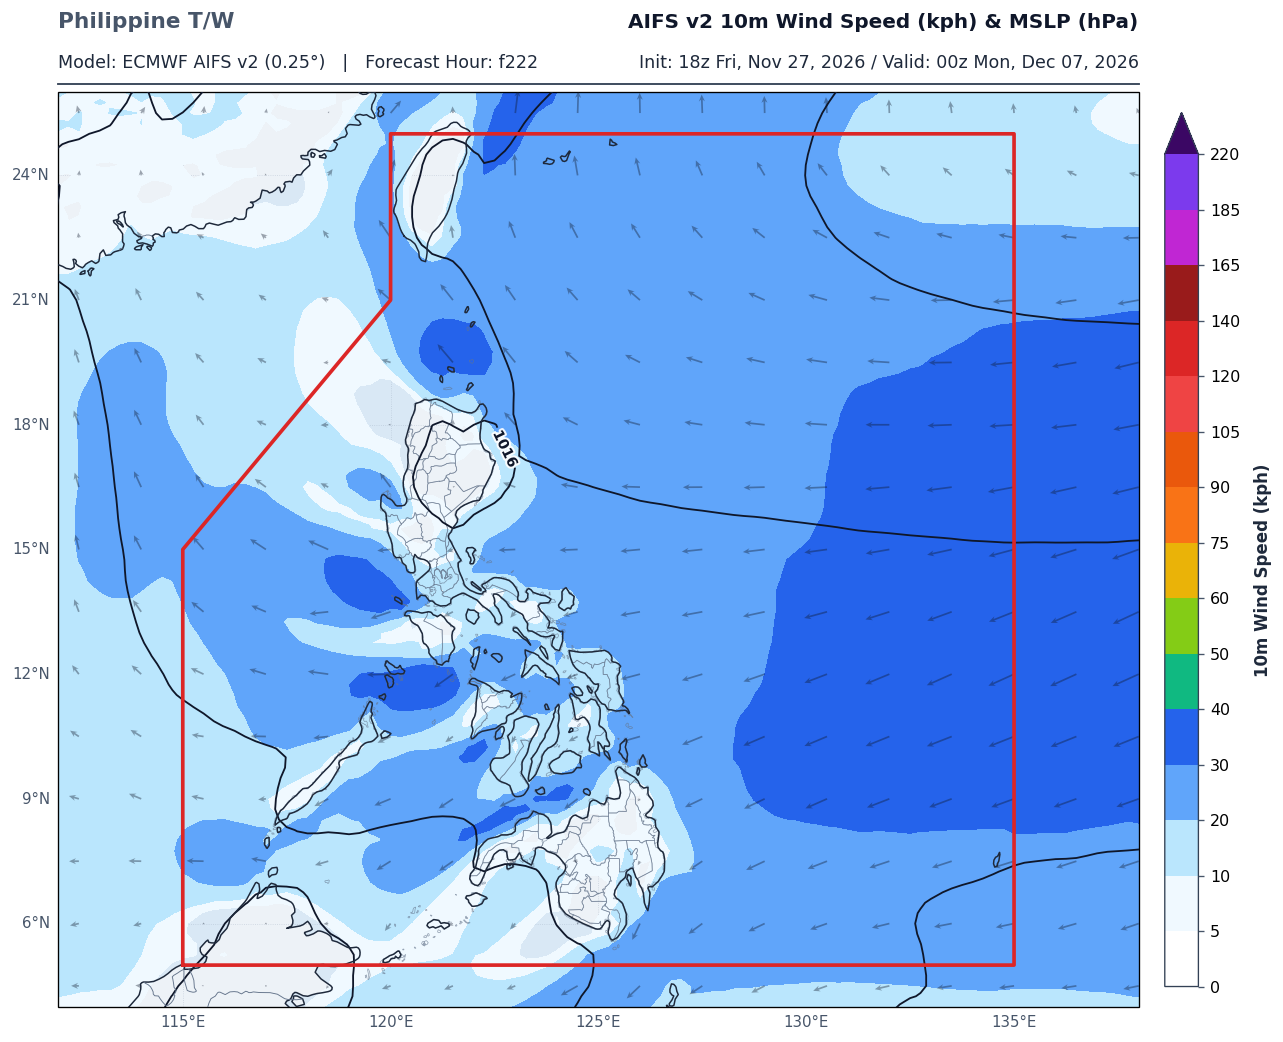 Philippine T/W
AIFS v2 10m Wind Speed (kph) & MSLP (hPa)
Model: ECMWF AIFS v2 (0.25°)   |   Forecast Hour: f222
Init: 18z Fri, Nov 27, 2026 / Valid: 00z Mon, Dec 07, 2026
24°N
21°N
18°N
15°N
12°N
9°N
6°N
1016
115°E
120°E
125°E
130°E
135°E
220
185
165
140
120
105
90
75
60
50
40
30
20
10
5
0
10m Wind Speed (kph)